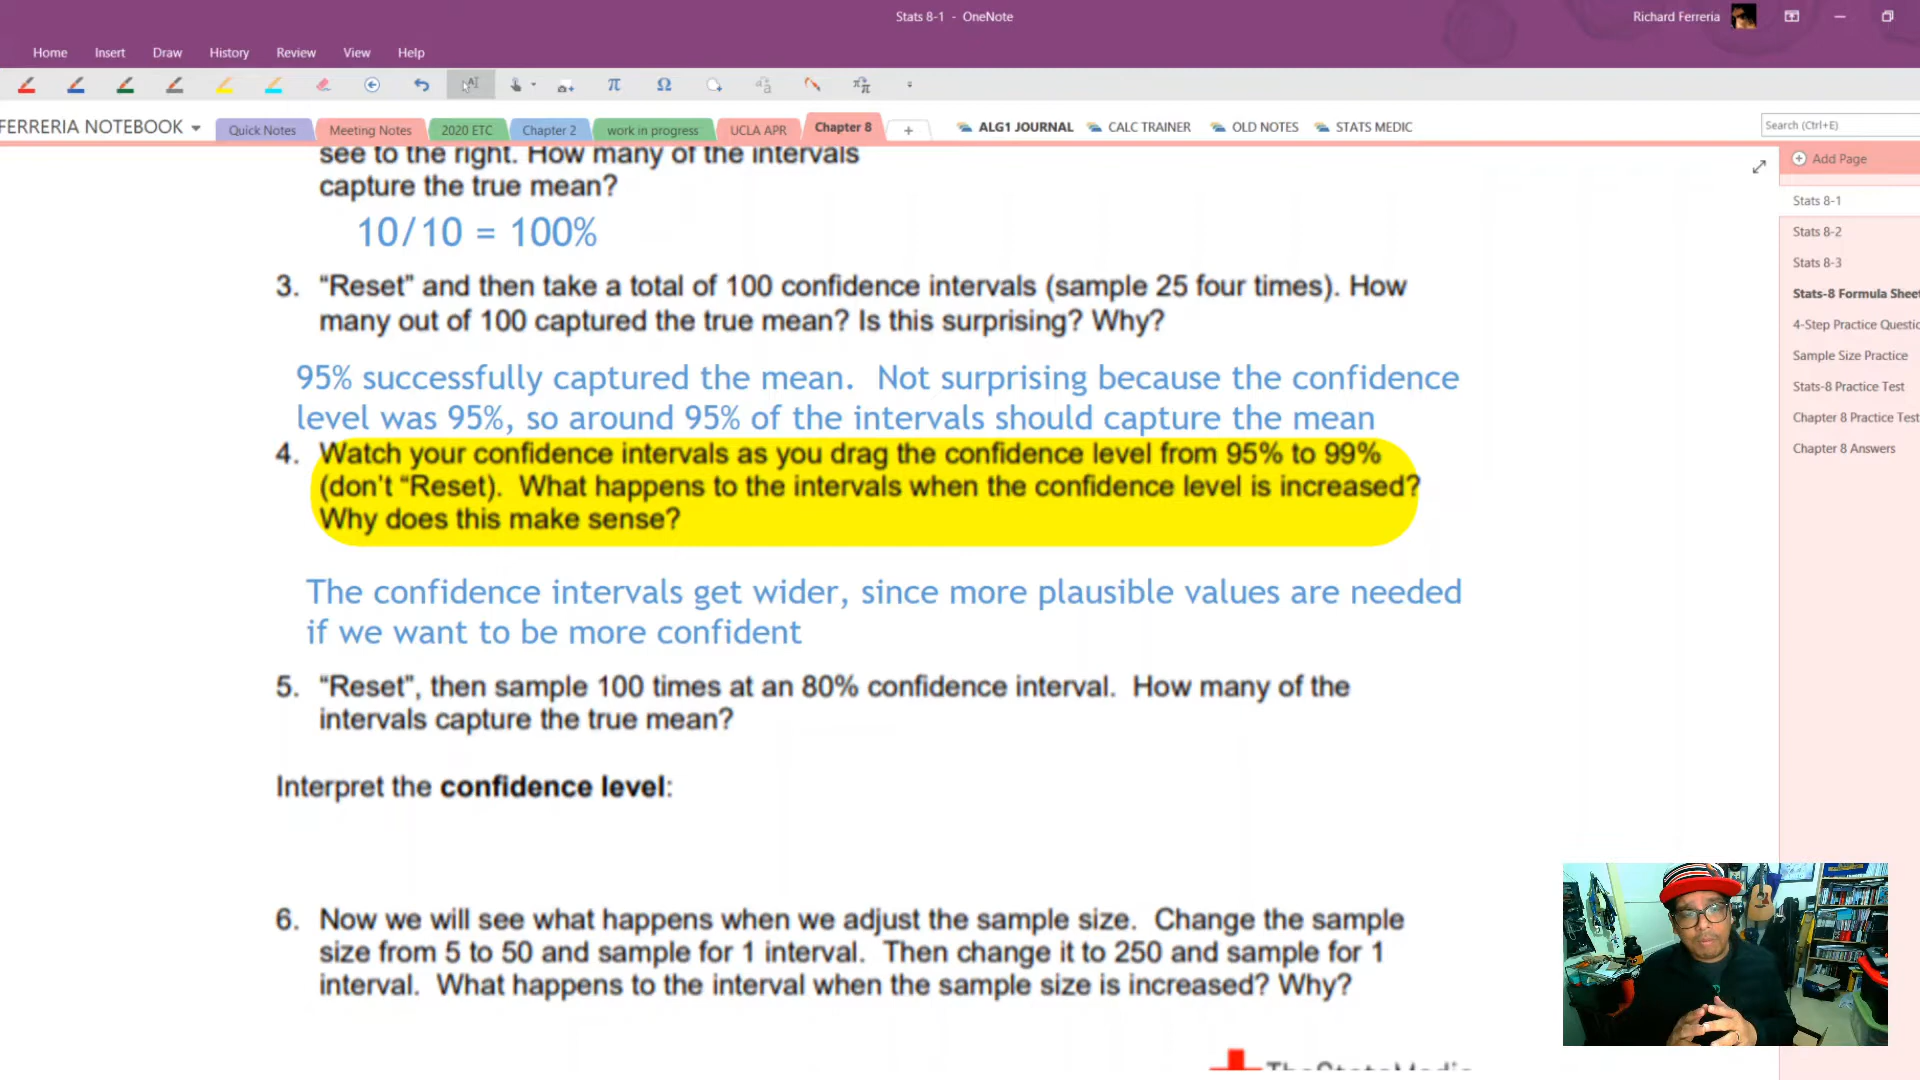 Stats 8-1 - OneNote
Richard Ferreria
Home Insert Draw History Review View Help
FERRERIA NOTEBOOK
Quick Notes Meeting Notes 2020 ETC Chapter 2 work in progress UCLA APR Chapter 8 + ALG1 JOURNAL CALC TRAINER OLD NOTES STATS MEDIC
Search (Ctrl+E)
see to the right. How many of the intervals
capture the true mean?
10/10 = 100%
3. “Reset” and then take a total of 100 confidence intervals (sample 25 four times). How
many out of 100 captured the true mean? Is this surprising? Why?
95% successfully captured the mean. Not surprising because the confidence
level was 95%, so around 95% of the intervals should capture the mean
4. Watch your confidence intervals as you drag the confidence level from 95% to 99%
(don’t “Reset). What happens to the intervals when the confidence level is increased?
Why does this make sense?
The confidence intervals get wider, since more plausible values are needed
if we want to be more confident
5. “Reset”, then sample 100 times at an 80% confidence interval. How many of the
intervals capture the true mean?
Interpret the confidence level:
6. Now we will see what happens when we adjust the sample size. Change the sample
size from 5 to 50 and sample for 1 interval. Then change it to 250 and sample for 1
interval. What happens to the interval when the sample size is increased? Why?
Add Page
Stats 8-1
Stats 8-2
Stats 8-3
Stats-8 Formula Sheet
4-Step Practice Questio
Sample Size Practice
Stats-8 Practice Test
Chapter 8 Practice Test
Chapter 8 Answers